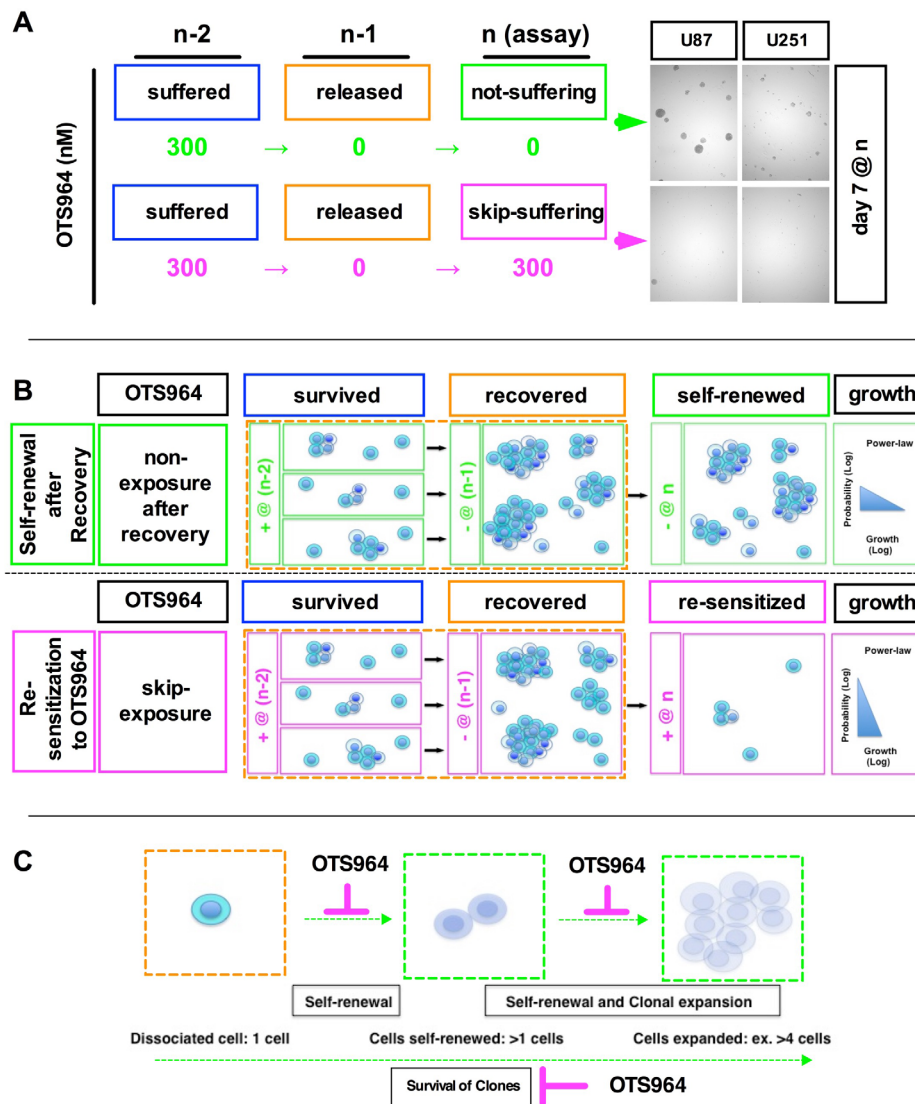 A
n-2 n-1 n (assay)
U87 U251
OTS964 (nM)
suffered released not-suffering
300 → 0 → 0
suffered released skip-suffering
300 → 0 → 300
day 7 @ n
B
OTS964 survived recovered self-renewed growth
Self-renewal
after
Recovery
non-
exposure
after
recovery
+ @ (n-2)
- @ (n-1)
- @ n
Power-law
Probability (Log)
Growth
(Log)
OTS964 survived recovered re-sensitized growth
Re-
sensitization
to OTS964
skip-
exposure
+ @ (n-2)
- @ (n-1)
+ @ n
Power-law
Probability (Log)
Growth
(Log)
C
OTS964 OTS964
Self-renewal Self-renewal and Clonal expansion
Dissociated cell: 1 cell Cells self-renewed: >1 cells Cells expanded: ex. >4 cells
Survival of Clones OTS964